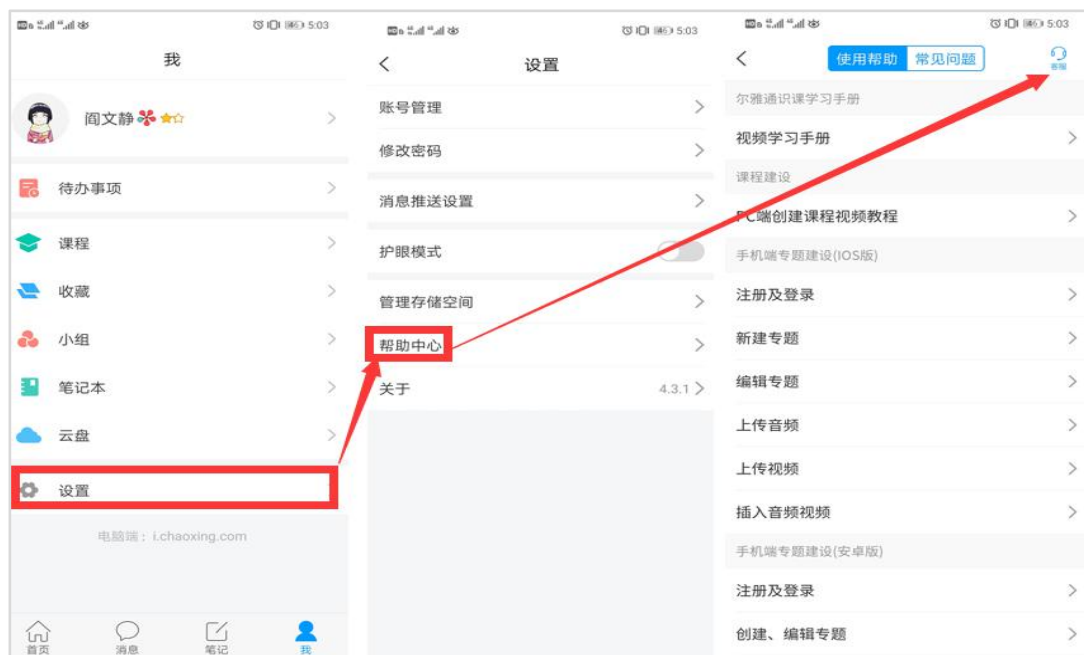 5:03
我
阎文静
待办事项
课程
收藏
小组
笔记本
云盘
设置
电脑端：i.chaoxing.com
首页
消息
笔记
我
5:03
设置
账号管理
修改密码
消息推送设置
护眼模式
管理存储空间
帮助中心
关于 4.3.1
5:03
使用帮助 常见问题
客服
尔雅通识课学习手册
视频学习手册
课程建设
PC端创建课程视频教程
手机端专题建设(IOS版)
注册及登录
新建专题
编辑专题
上传音频
上传视频
插入音频视频
手机端专题建设(安卓版)
注册及登录
创建、编辑专题